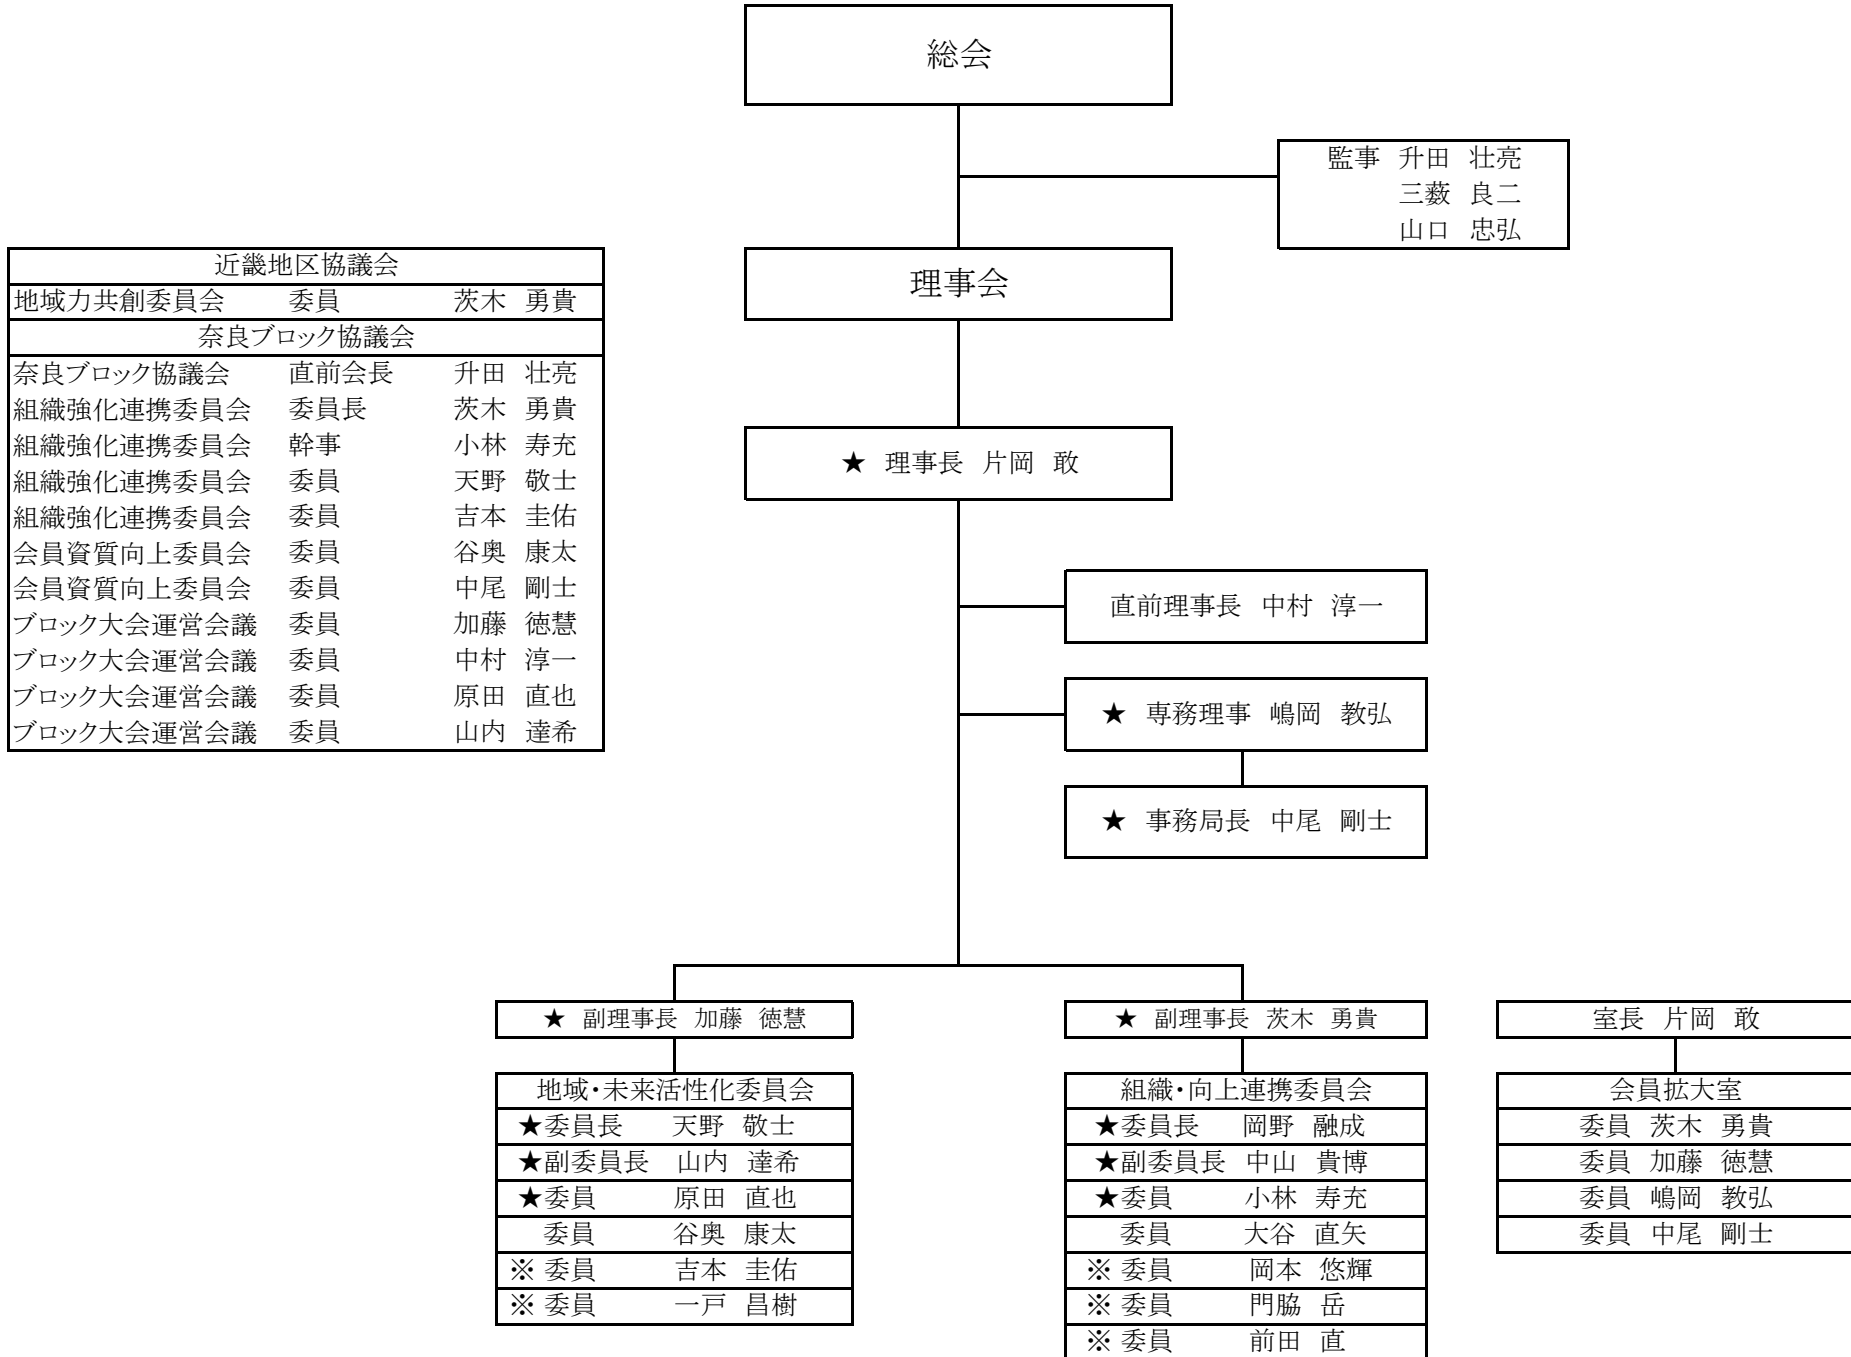 総会
監事 升田 壮亮
三薮 良二
山口 忠弘
理事会
近畿地区協議会
地域力共創委員会 委員 茨木 勇貴
奈良ブロック協議会
奈良ブロック協議会 直前会長 升田 壮亮
組織強化連携委員会 委員長 茨木 勇貴
組織強化連携委員会 幹事 小林 寿充
組織強化連携委員会 委員 天野 敬士
組織強化連携委員会 委員 吉本 圭佑
会員資質向上委員会 委員 谷奥 康太
会員資質向上委員会 委員 中尾 剛士
ブロック大会運営会議 委員 加藤 徳慧
ブロック大会運営会議 委員 中村 淳一
ブロック大会運営会議 委員 原田 直也
ブロック大会運営会議 委員 山内 達希
★ 理事長 片岡 敢
直前理事長 中村 淳一
★ 専務理事 嶋岡 教弘
★ 事務局長 中尾 剛士
★ 副理事長 加藤 徳慧
地域・未来活性化委員会
★委員長 天野 敬士
★副委員長 山内 達希
★委員 原田 直也
委員 谷奥 康太
※ 委員 吉本 圭佑
※ 委員 一戸 昌樹
★ 副理事長 茨木 勇貴
組織・向上連携委員会
★委員長 岡野 融成
★副委員長 中山 貴博
★委員 小林 寿充
委員 大谷 直矢
※ 委員 岡本 悠輝
※ 委員 門脇 岳
※ 委員 前田 直
室長 片岡 敢
会員拡大室
委員 茨木 勇貴
委員 加藤 徳慧
委員 嶋岡 教弘
委員 中尾 剛士